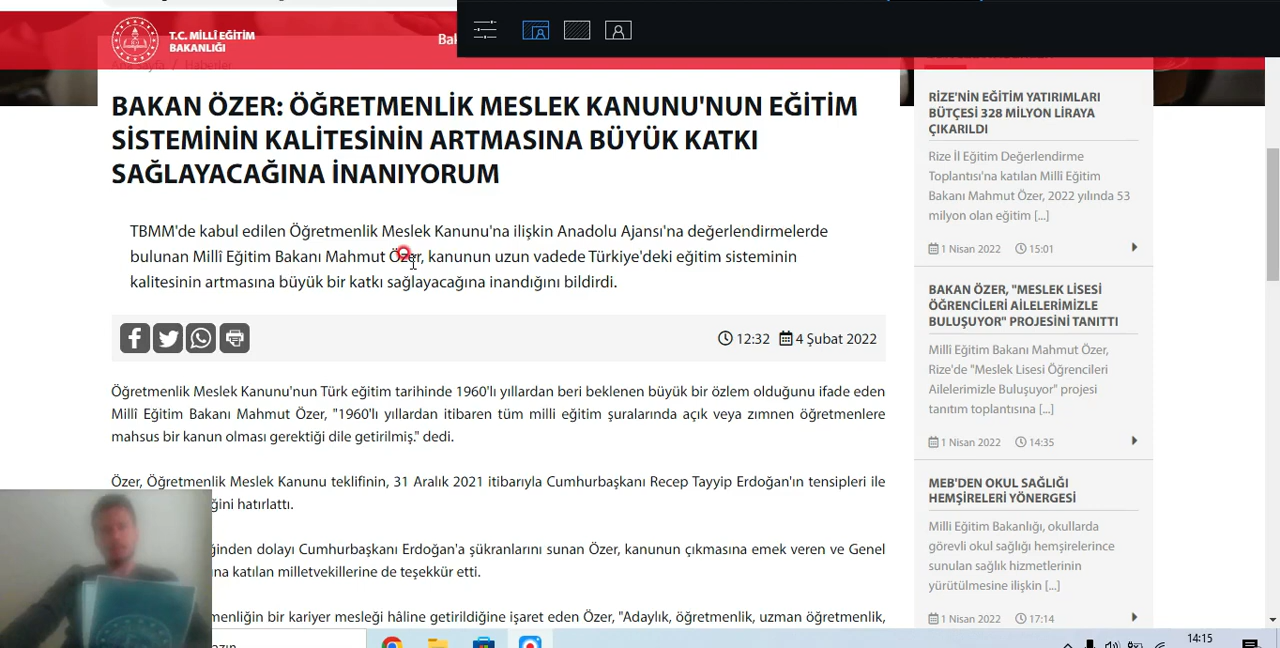 T.C. MİLLÎ EĞİTİM
BAKANLIĞI
Bak
Ana Sayfa / Haberler
BAKAN ÖZER: ÖĞRETMENLİK MESLEK KANUNU'NUN EĞİTİM
SİSTEMİNİN KALİTESİNİN ARTMASINA BÜYÜK KATKI
SAĞLAYACAĞINA İNANIYORUM
TBMM'de kabul edilen Öğretmenlik Meslek Kanunu'na ilişkin Anadolu Ajansı'na değerlendirmelerde
bulunan Millî Eğitim Bakanı Mahmut Özer, kanunun uzun vadede Türkiye'deki eğitim sisteminin
kalitesinin artmasına büyük bir katkı sağlayacağına inandığını bildirdi.
12:32 4 Şubat 2022
Öğretmenlik Meslek Kanunu'nun Türk eğitim tarihinde 1960'lı yıllardan beri beklenen büyük bir özlem olduğunu ifade eden
Millî Eğitim Bakanı Mahmut Özer, "1960'lı yıllardan itibaren tüm milli eğitim şuralarında açık veya zımnen öğretmenlere
mahsus bir kanun olması gerektiği dile getirilmiş." dedi.
Özer, Öğretmenlik Meslek Kanunu teklifinin, 31 Aralık 2021 itibarıyla Cumhurbaşkanı Recep Tayyip Erdoğan'ın tensipleri ile
ğini hatırlattı.
ğinden dolayı Cumhurbaşkanı Erdoğan'a şükranlarını sunan Özer, kanunun çıkmasına emek veren ve Genel
na katılan milletvekillerine de teşekkür etti.
menliğin bir kariyer mesleği hâline getirildiğine işaret eden Özer, "Adaylık, öğretmenlik, uzman öğretmenlik,
RİZE'NİN EĞİTİM YATIRIMLARI
BÜTÇESİ 328 MİLYON LİRAYA
ÇIKARILDI
Rize İl Eğitim Değerlendirme
Toplantısı'na katılan Millî Eğitim
Bakanı Mahmut Özer, 2022 yılında 53
milyon olan eğitim [...]
1 Nisan 2022 15:01
BAKAN ÖZER, "MESLEK LİSESİ
ÖĞRENCİLERİ AİLELERİMİZLE
BULUŞUYOR" PROJESİNİ TANITTI
Millî Eğitim Bakanı Mahmut Özer,
Rize'de "Meslek Lisesi Öğrencileri
Ailelerimizle Buluşuyor" projesi
tanıtım toplantısına [...]
1 Nisan 2022 14:35
MEB'DEN OKUL SAĞLIĞI
HEMŞİRELERİ YÖNERGESİ
Milli Eğitim Bakanlığı, okullarda
görevli okul sağlığı hemşirelerince
sunulan sağlık hizmetlerinin
yürütülmesine ilişkin [...]
1 Nisan 2022 17:14
14:15